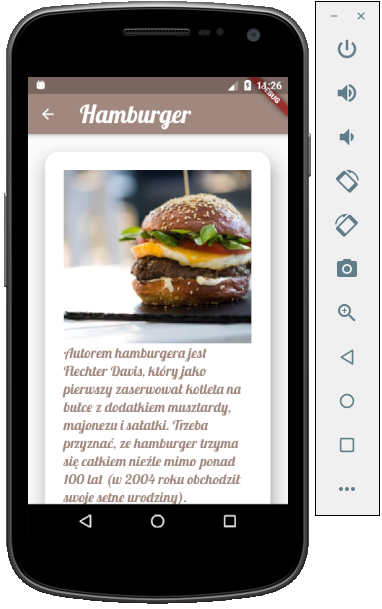 11:26
DEBUG
Hamburger
Autorem hamburgera jest
Flechter Davis, który jako
pierwszy zaserwował kotleta na
bułce z dodatkiem musztardy,
majonezu i sałatki. Trzeba
przyznać, ze hamburger trzyma
się całkiem nieźle mimo ponad
100 lat (w 2004 roku obchodził
swoje setne urodziny).